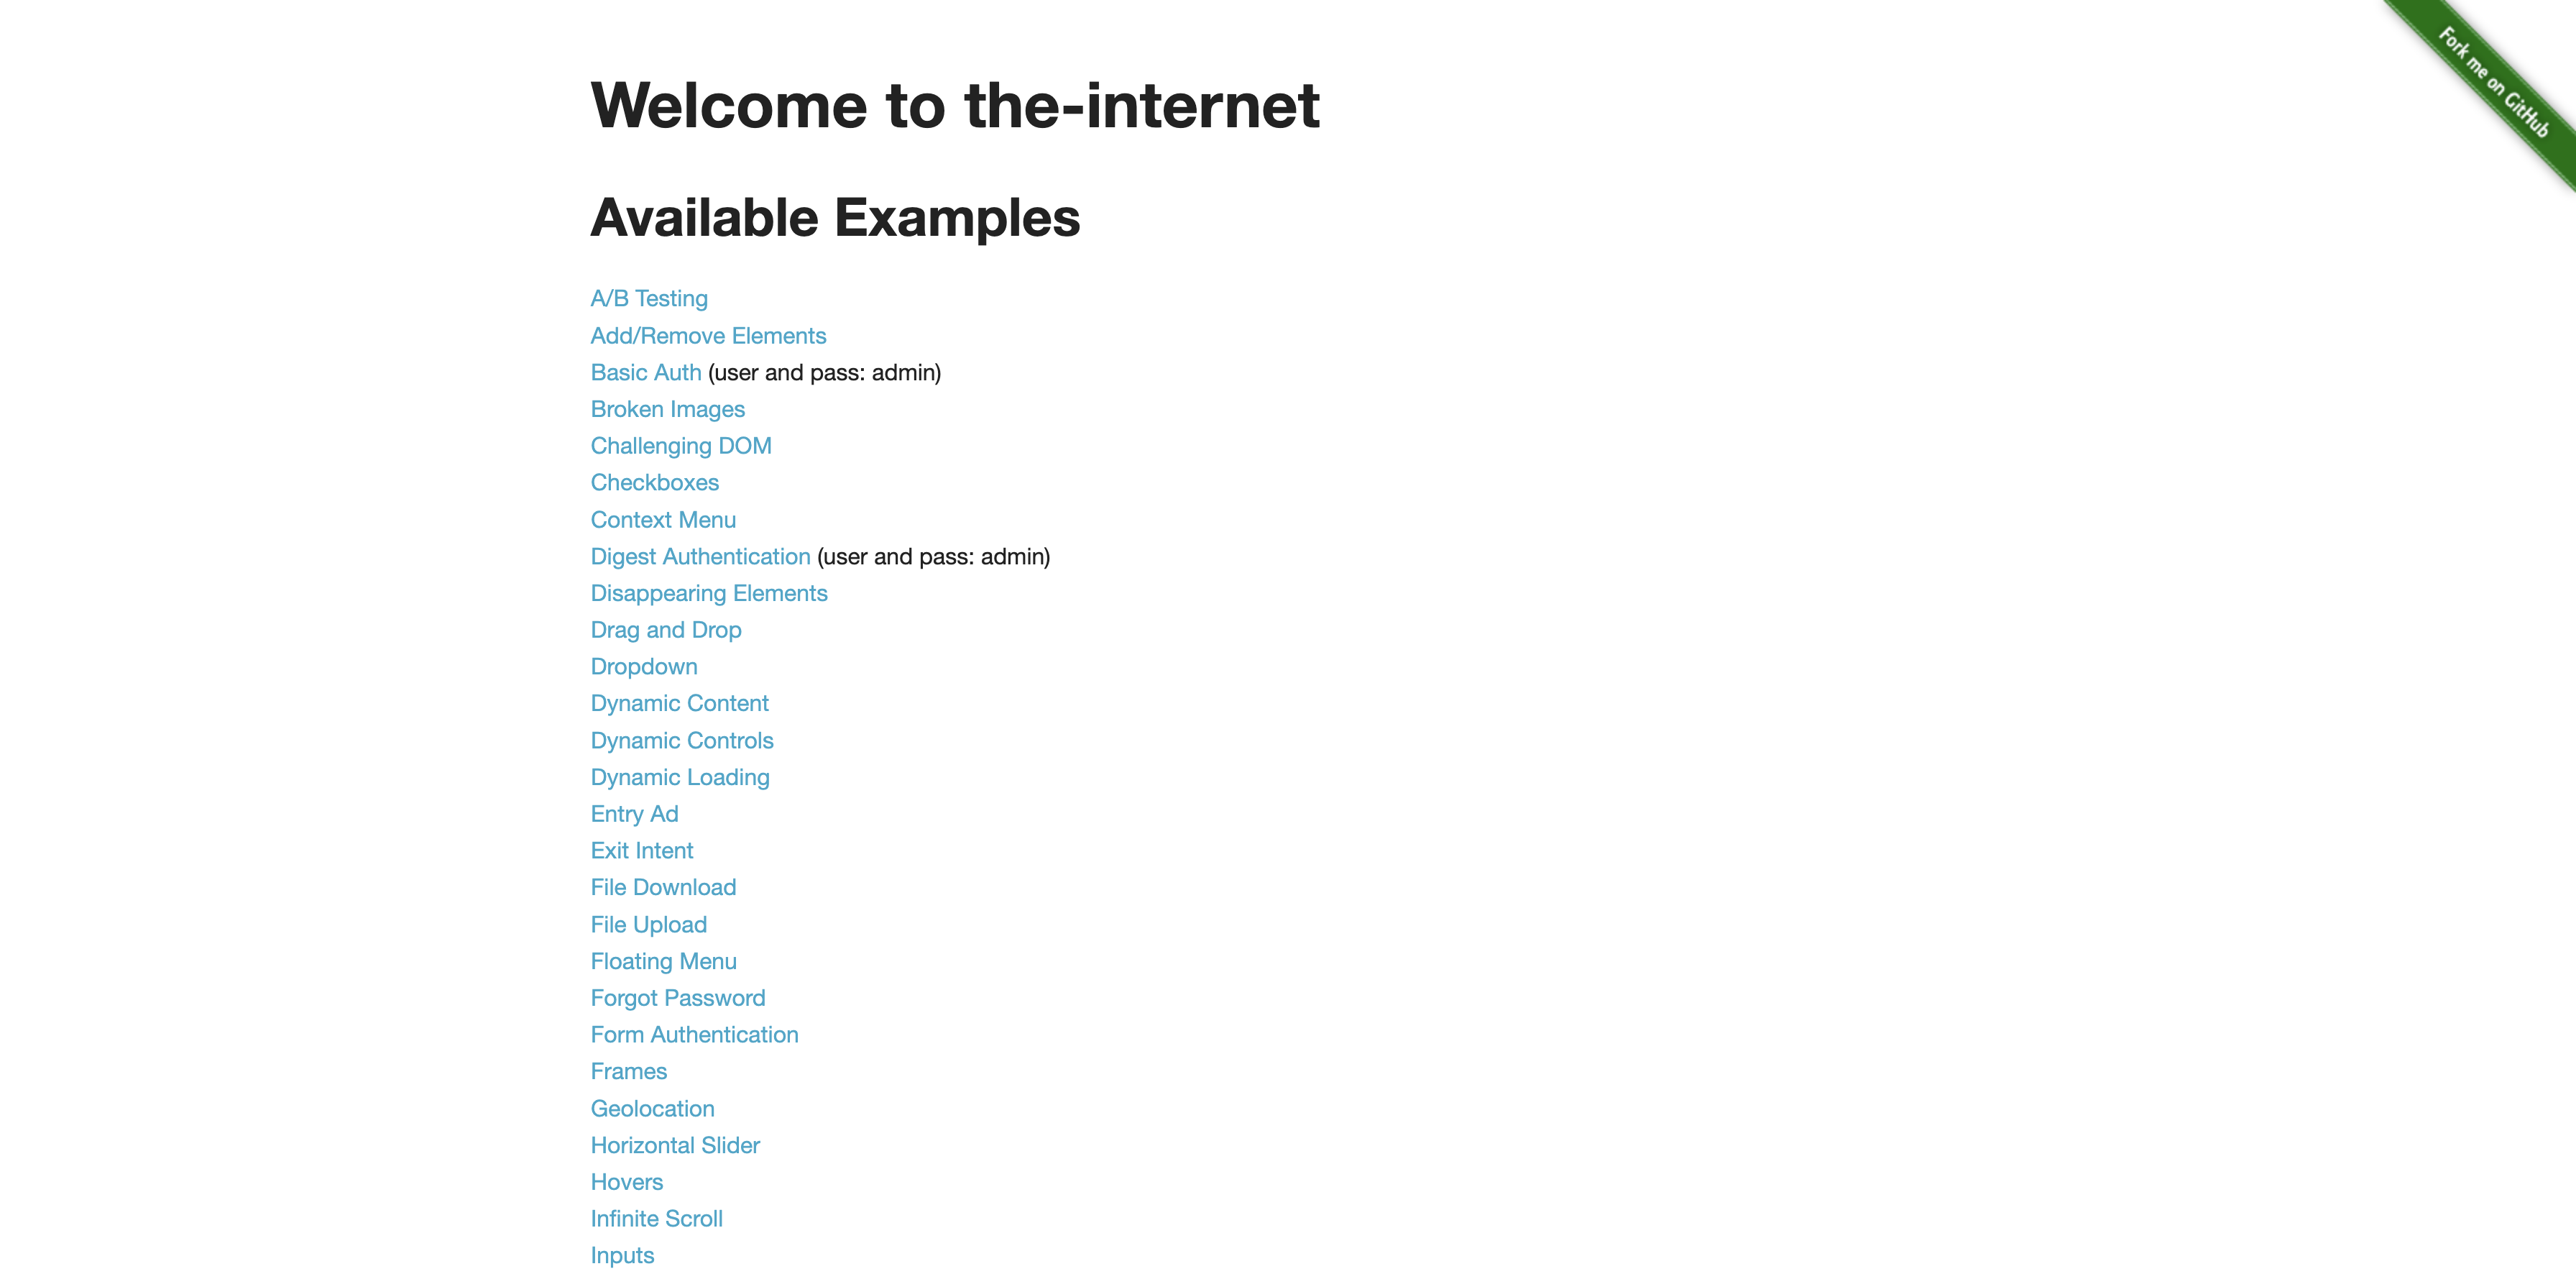 Fork me on GitHub
Welcome to the-internet
Available Examples
A/B Testing
Add/Remove Elements
Basic Auth (user and pass: admin)
Broken Images
Challenging DOM
Checkboxes
Context Menu
Digest Authentication (user and pass: admin)
Disappearing Elements
Drag and Drop
Dropdown
Dynamic Content
Dynamic Controls
Dynamic Loading
Entry Ad
Exit Intent
File Download
File Upload
Floating Menu
Forgot Password
Form Authentication
Frames
Geolocation
Horizontal Slider
Hovers
Infinite Scroll
Inputs